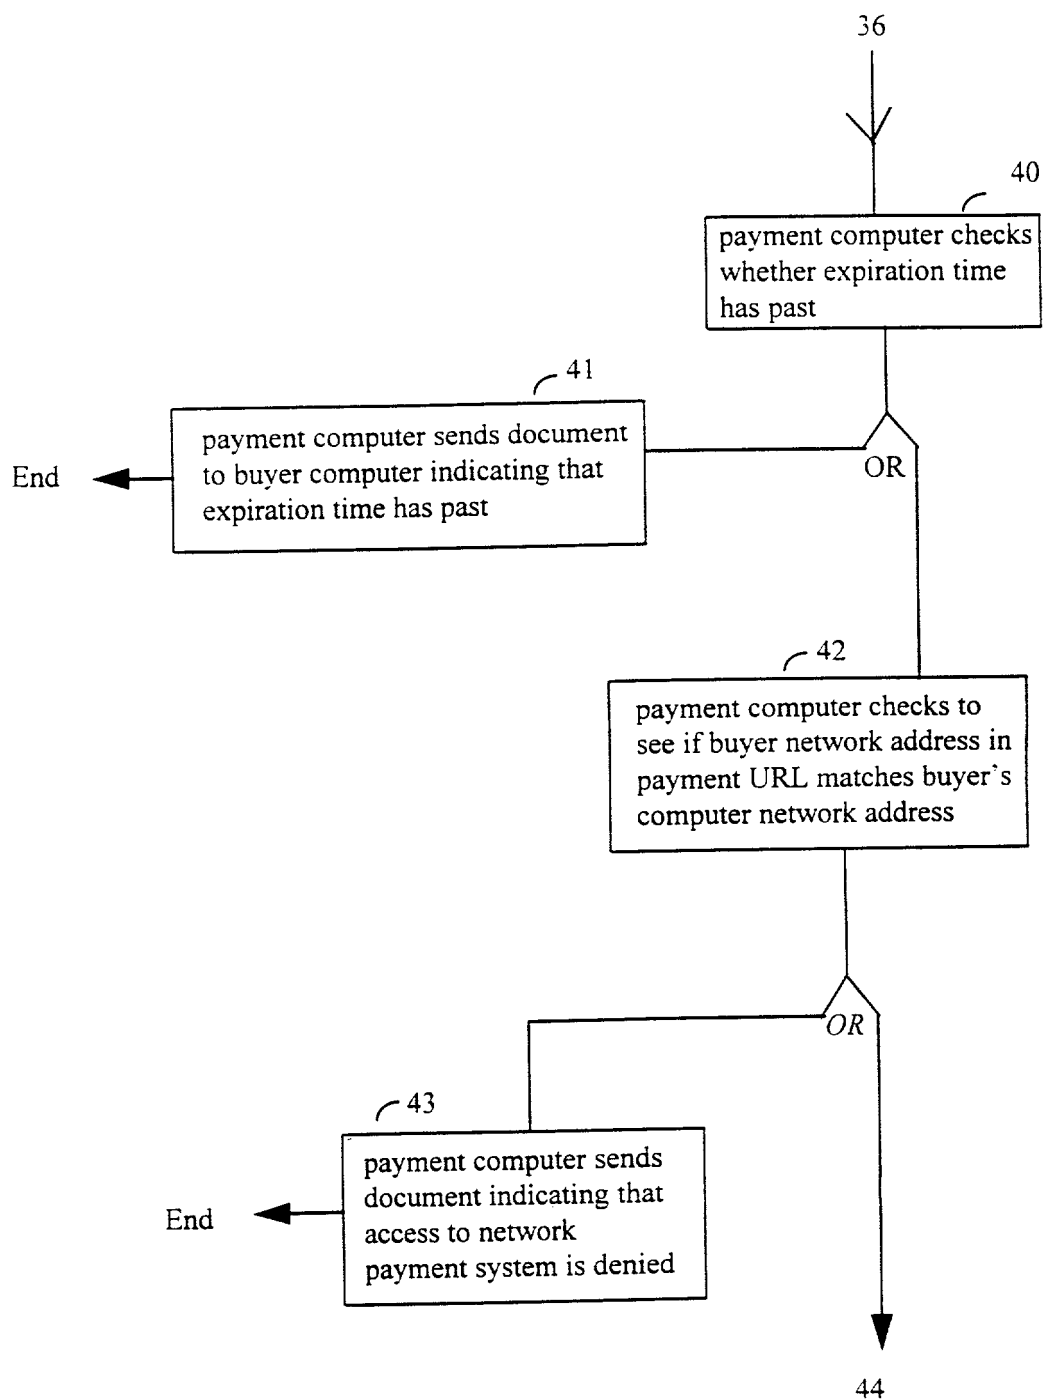 36
40
payment computer checks
whether expiration time
has past
41
payment computer sends document
to buyer computer indicating that
expiration time has past
End
OR
42
payment computer checks to
see if buyer network address in
payment URL matches buyer's
computer network address
OR
43
payment computer sends
document indicating that
access to network
payment system is denied
End
44